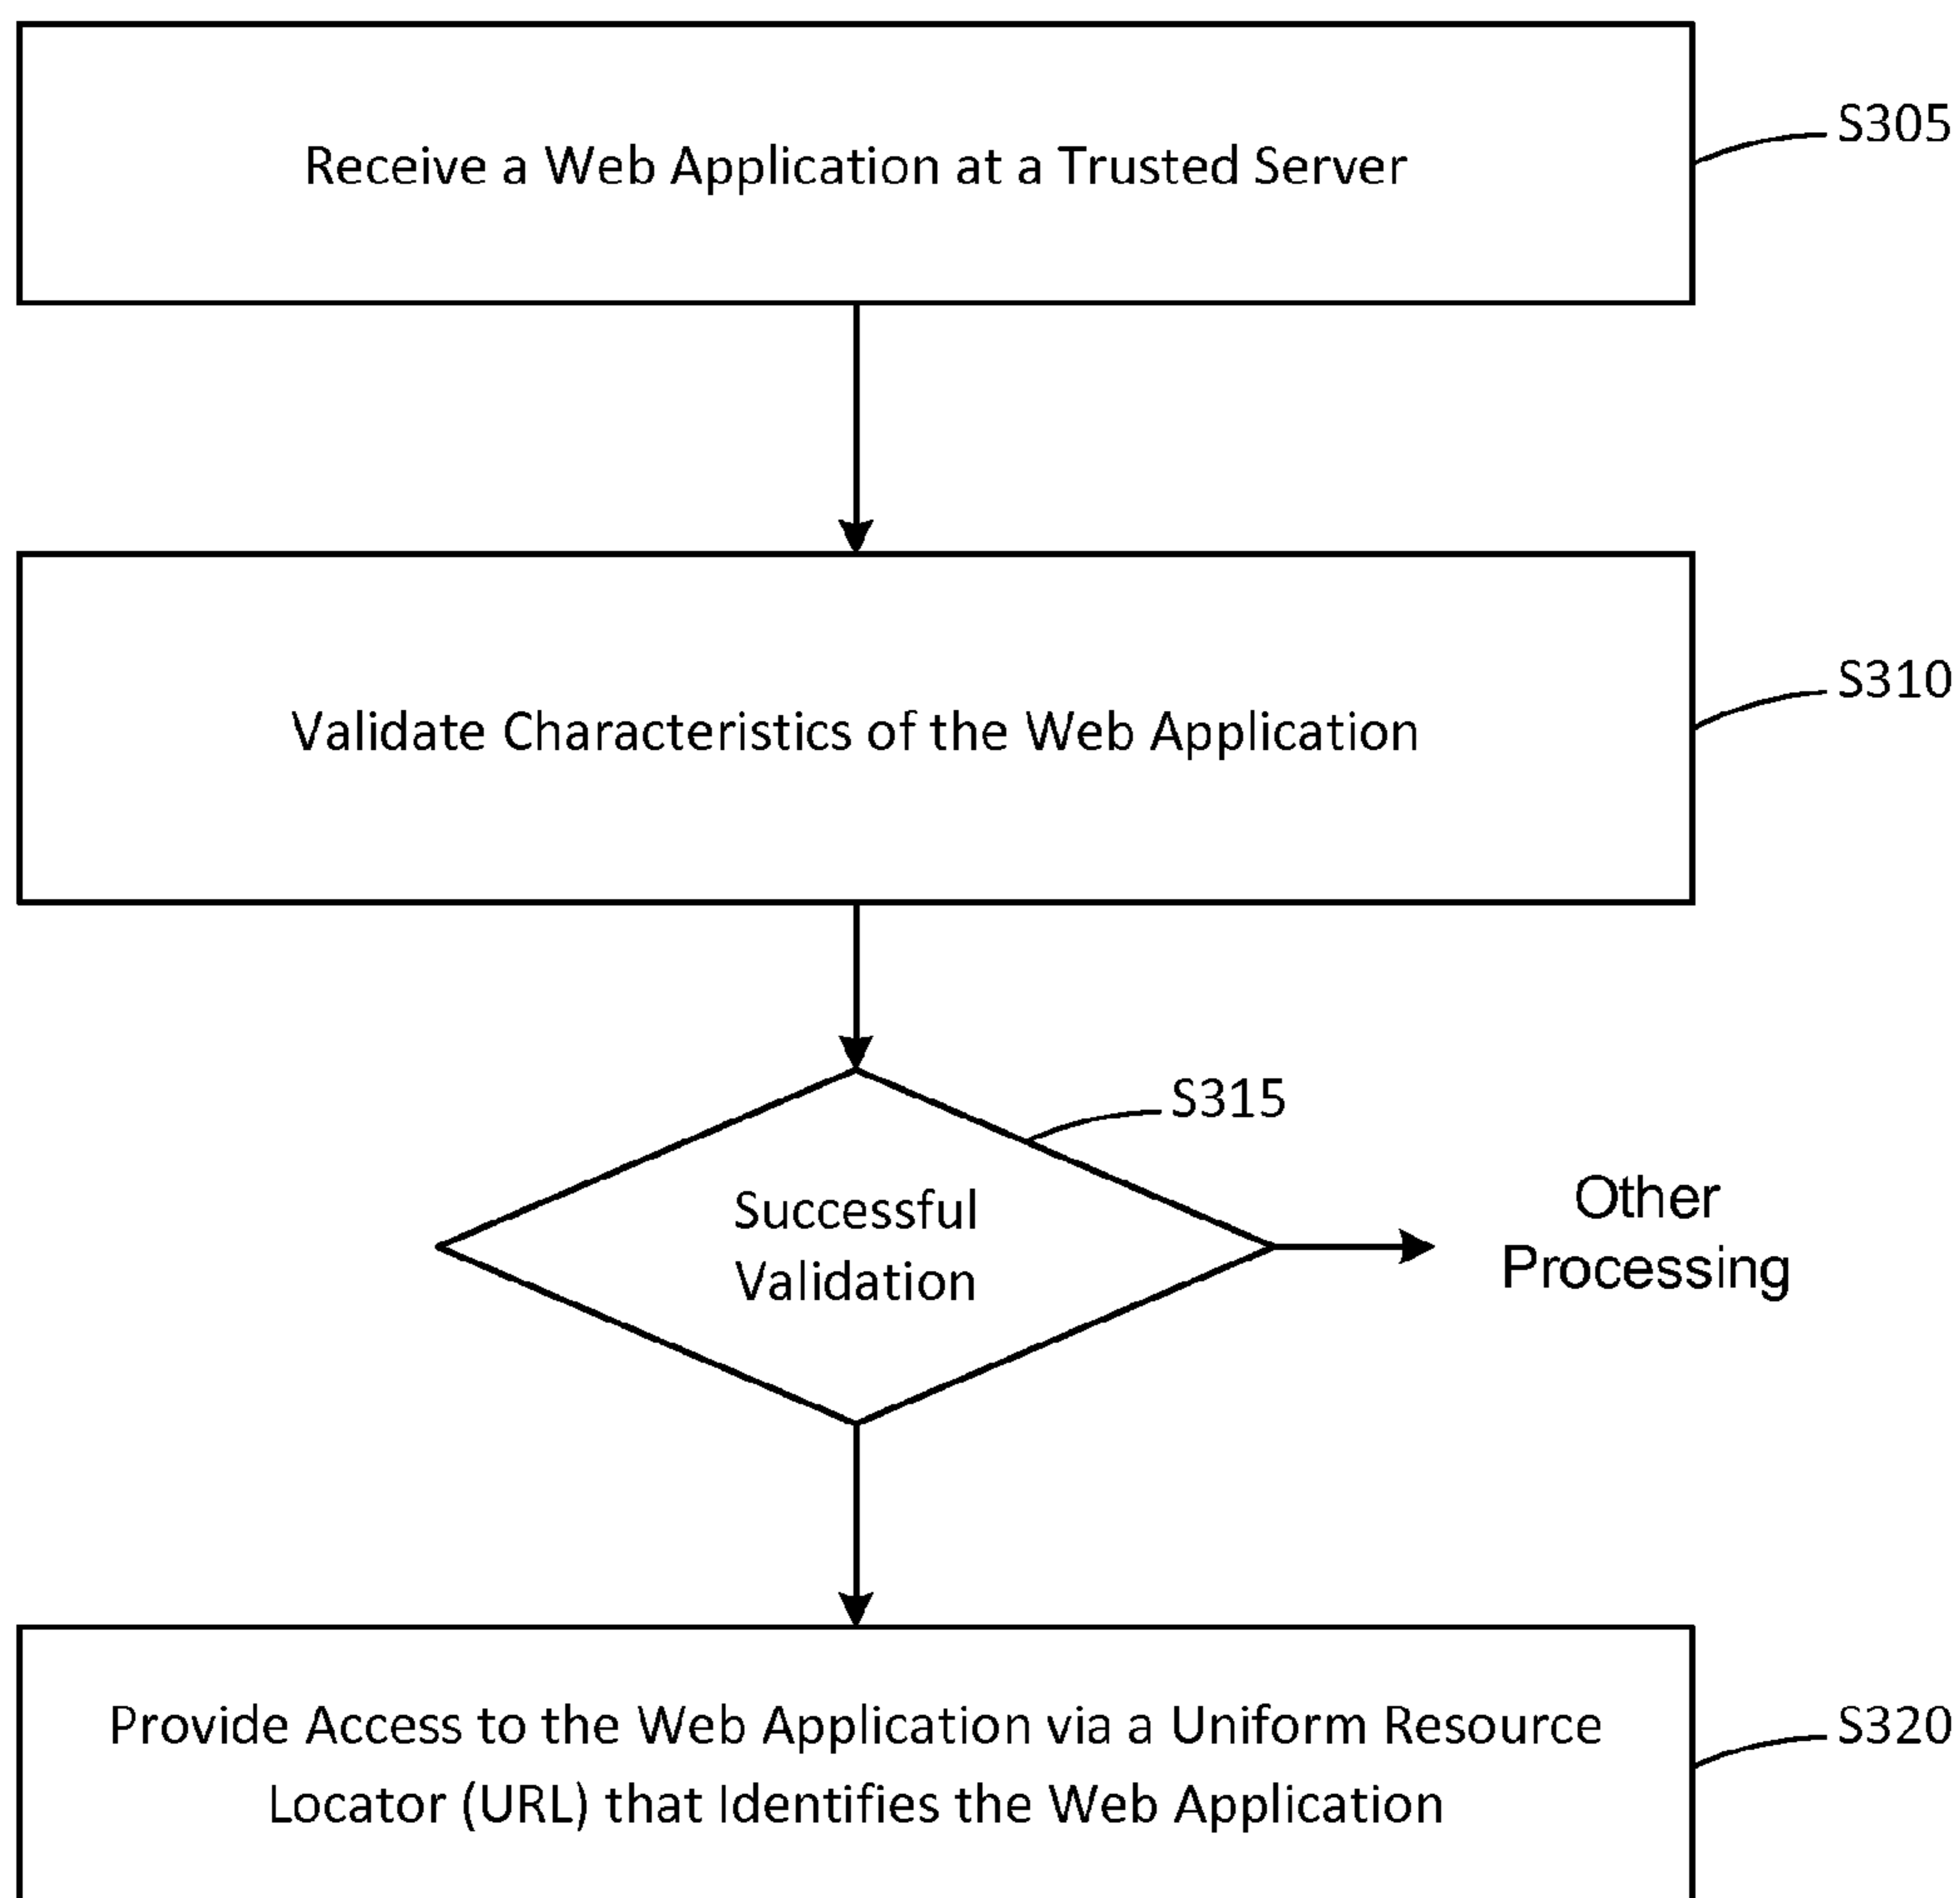 Receive a Web Application at a Trusted Server
S305
Validate Characteristics of the Web Application
S310
S315
Successful
Validation
Other
Processing
Provide Access to the Web Application via a Uniform Resource
Locator (URL) that Identifies the Web Application
S320